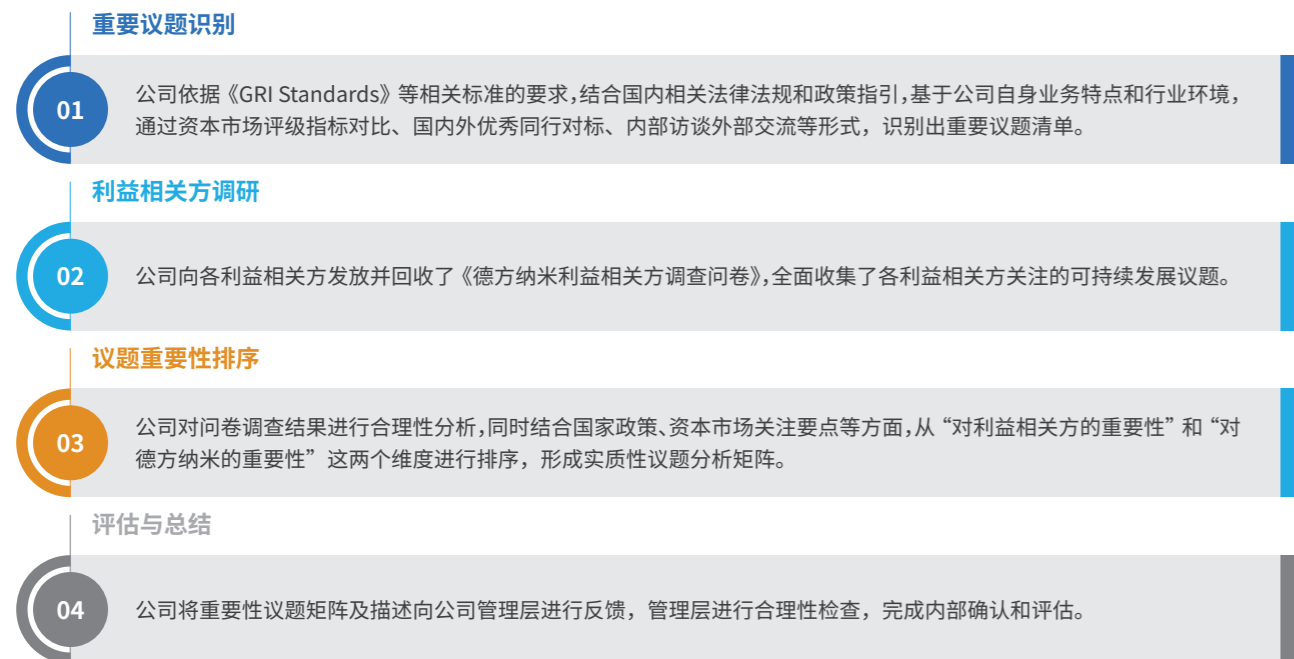 重要议题识别
01
公司依据《GRI Standards》等相关标准的要求,结合国内相关法律法规和政策指引,基于公司自身业务特点和行业环境,
通过资本市场评级指标对比、国内外优秀同行对标、内部访谈外部交流等形式，识别出重要议题清单。
利益相关方调研
02
公司向各利益相关方发放并回收了《德方纳米利益相关方调查问卷》,全面收集了各利益相关方关注的可持续发展议题。
议题重要性排序
03
公司对问卷调查结果进行合理性分析,同时结合国家政策、资本市场关注要点等方面,从“对利益相关方的重要性”和“对
德方纳米的重要性”这两个维度进行排序，形成实质性议题分析矩阵。
评估与总结
04
公司将重要性议题矩阵及描述向公司管理层进行反馈，管理层进行合理性检查，完成内部确认和评估。